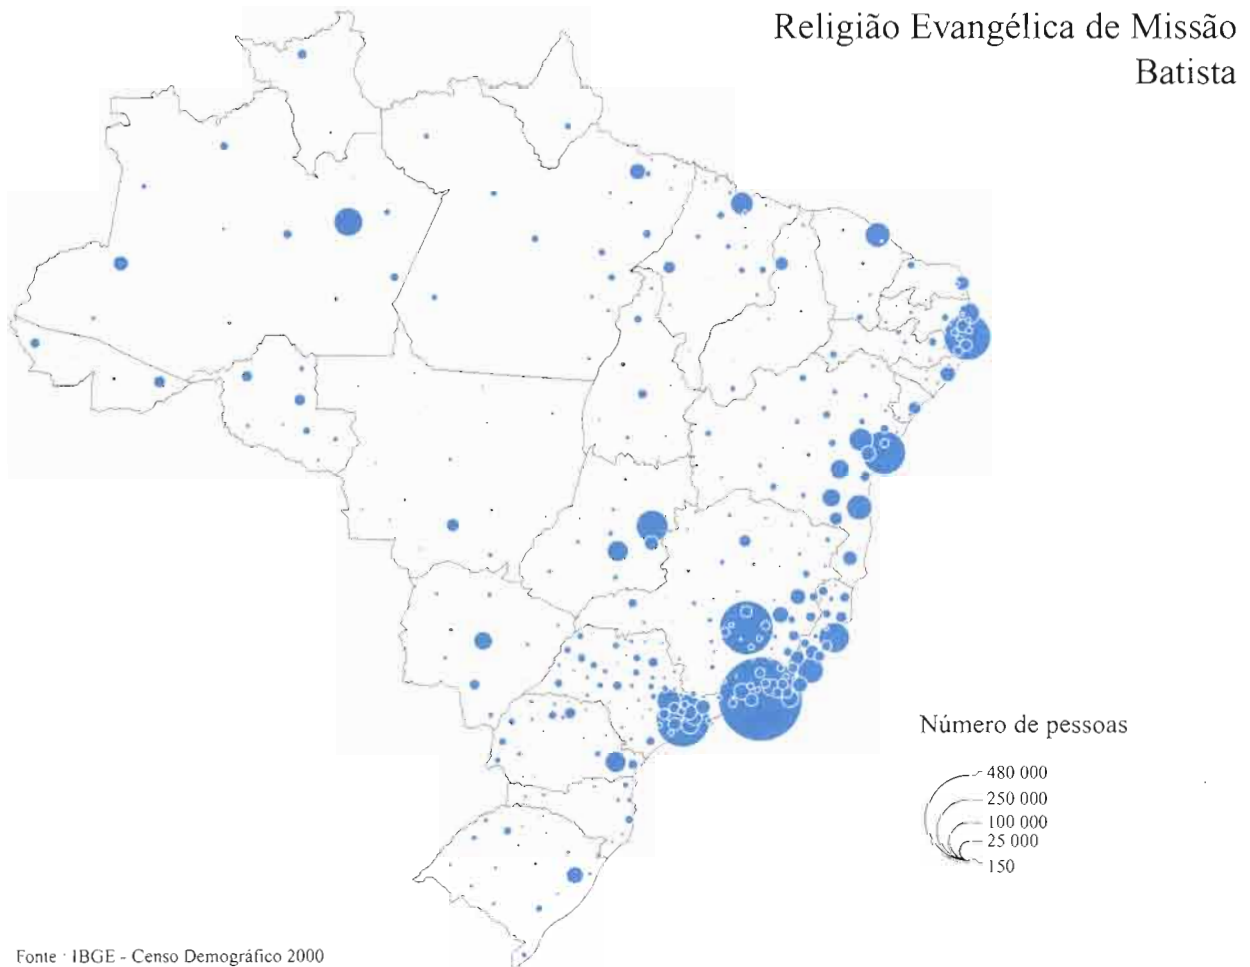 Religião Evangélica de Missão
Batista
Número de pessoas
480 000
250 000
100 000
25 000
150
Fonte : IBGE - Censo Demográfico 2000